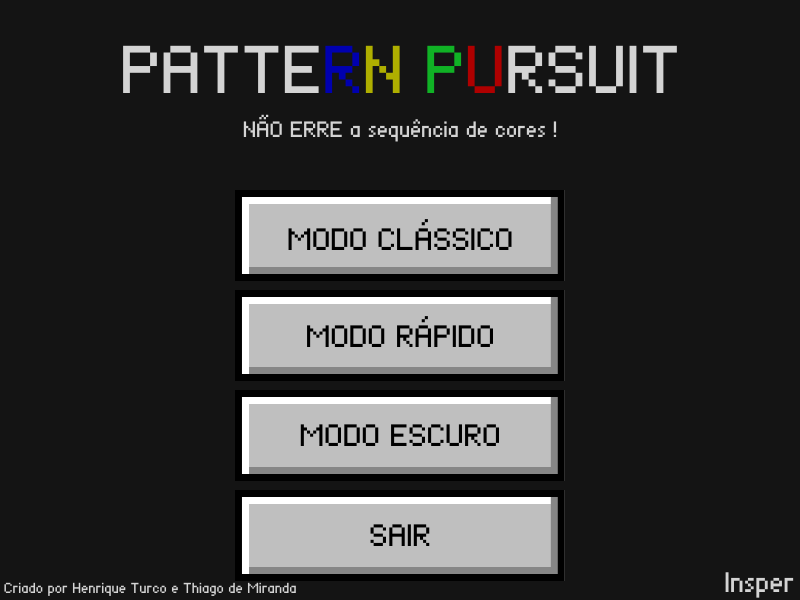 PATTERN PURSUIT
NÃO ERRE a sequência de cores !
MODO CLÁSSICO
MODO RÁPIDO
MODO ESCURO
SAIR
Criado por Henrique Turco e Thiago de Miranda
Insper